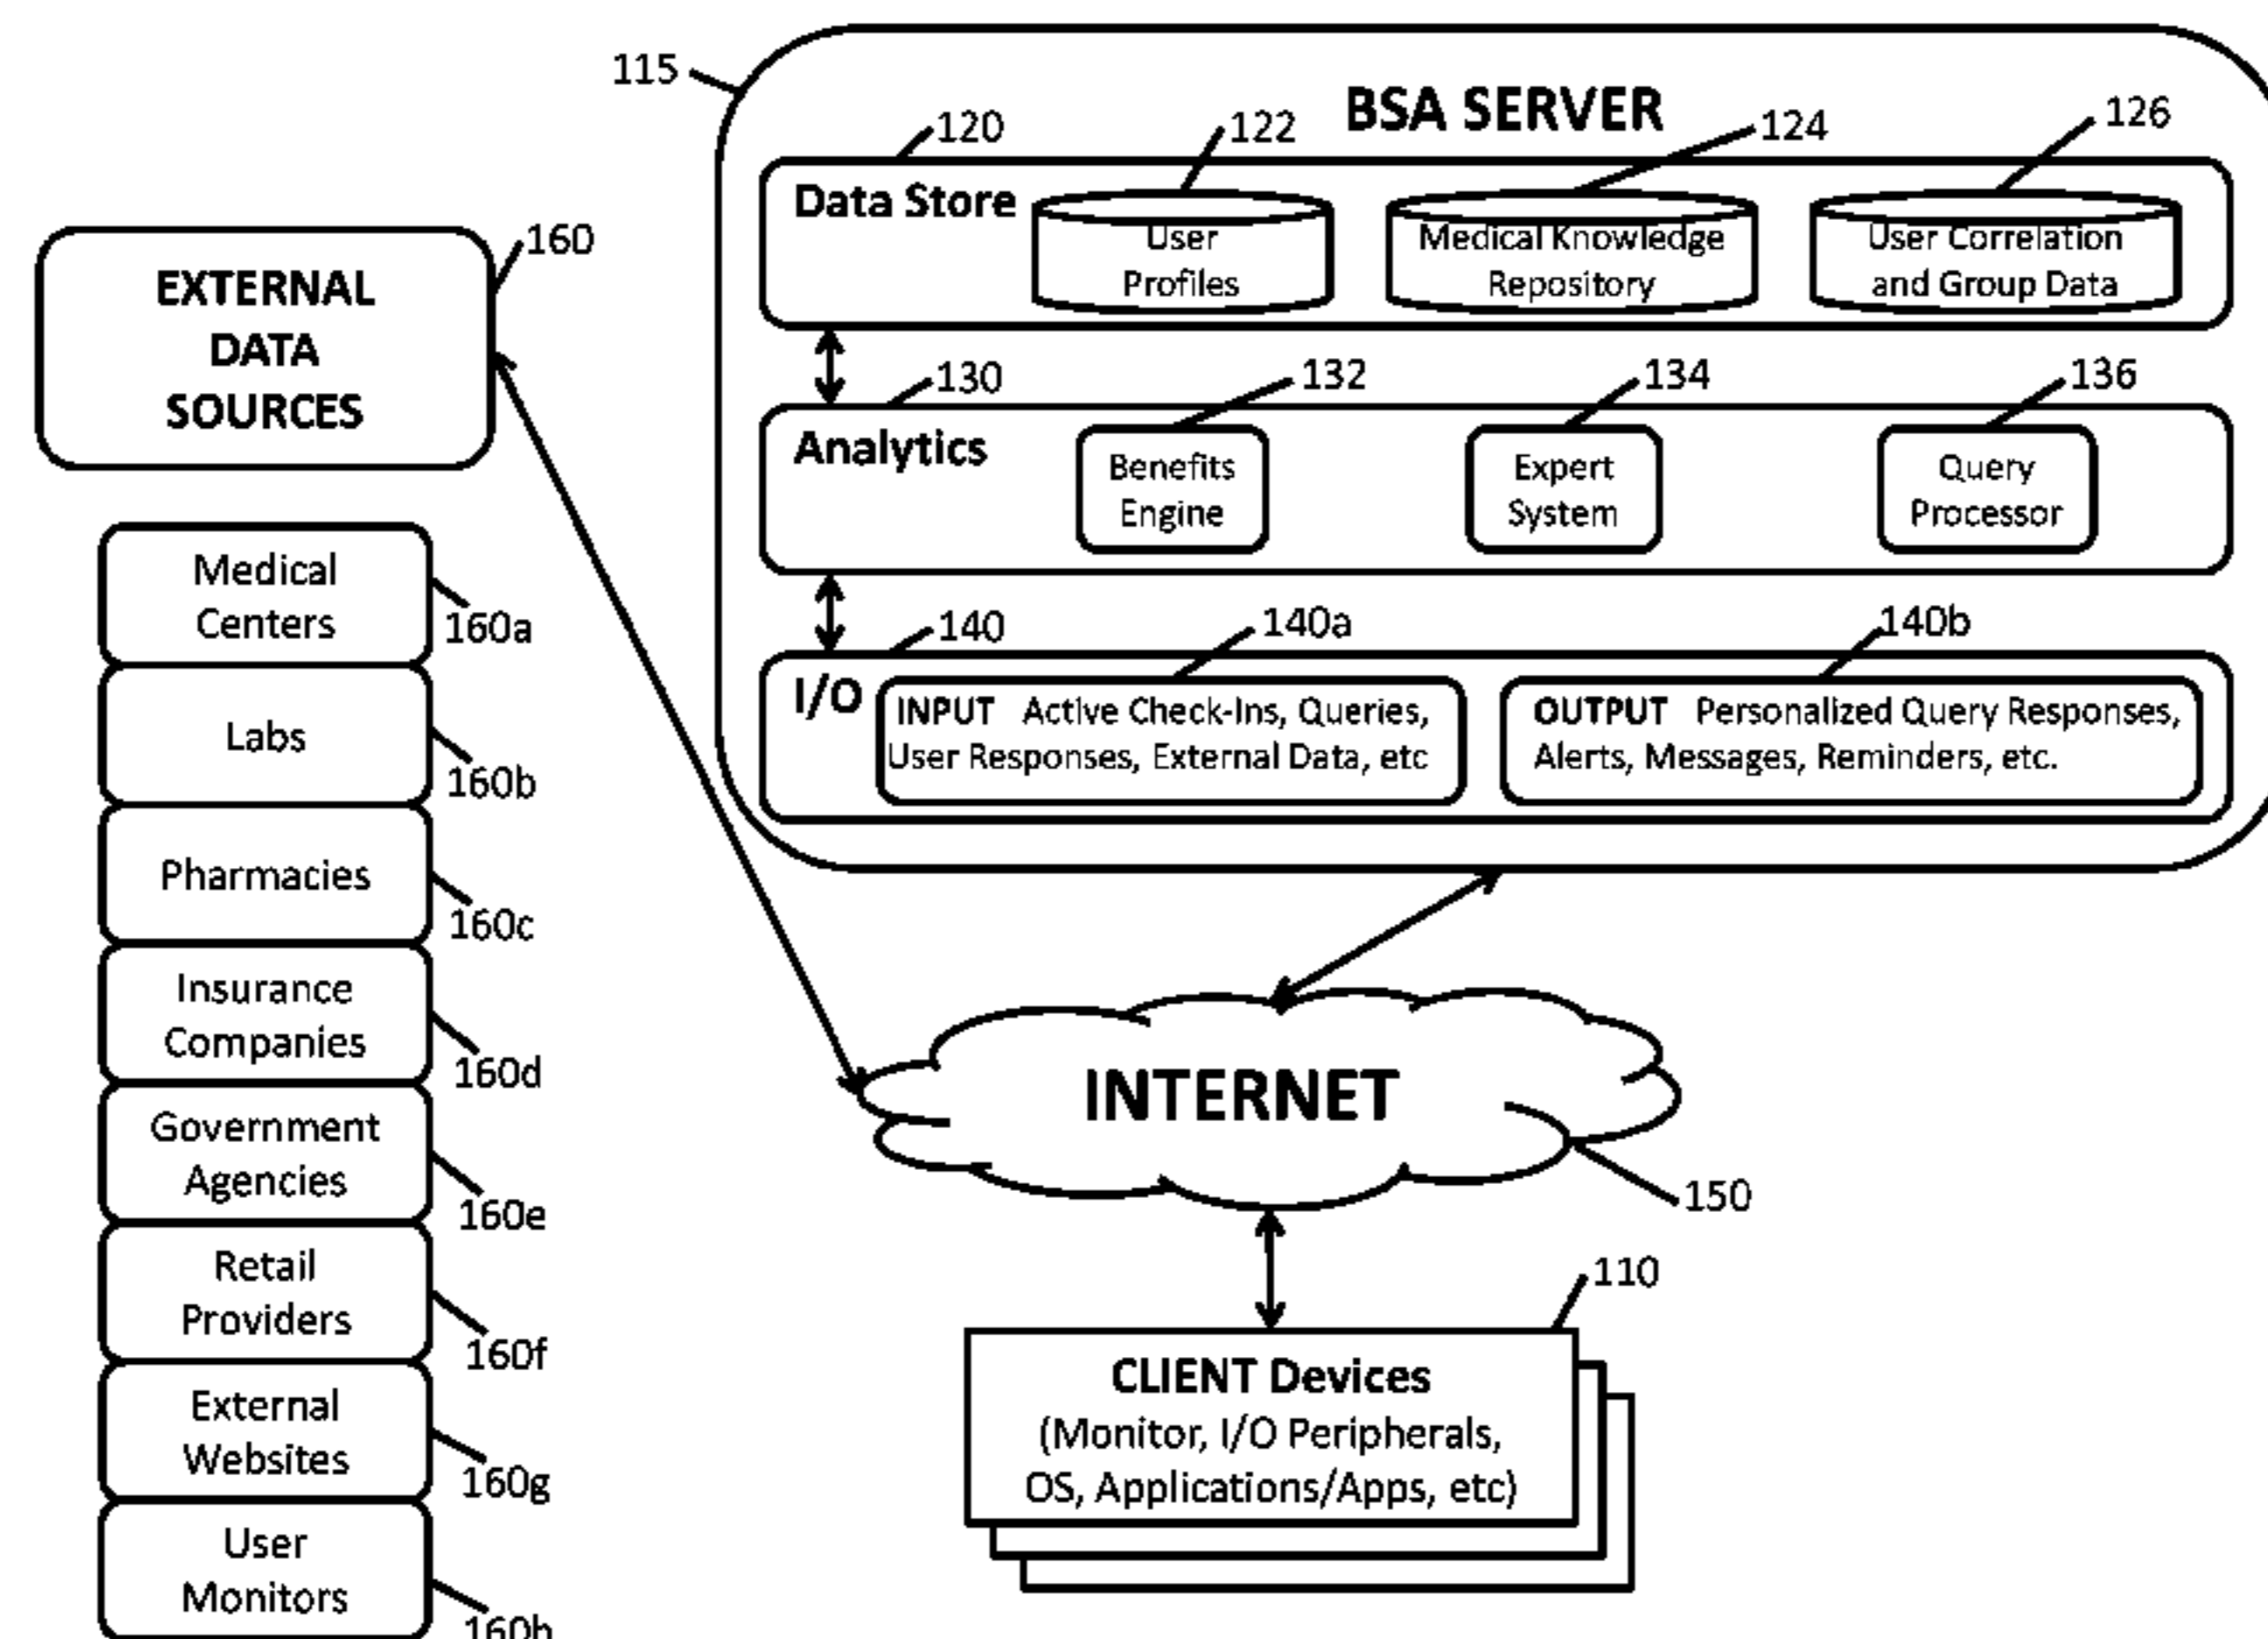 115
BSA SERVER
120
122
124
126
Data Store
User
Profiles
Medical Knowledge
Repository
User Correlation
and Group Data
160
EXTERNAL
DATA
SOURCES
130
132
134
136
Analytics
Benefits
Engine
Expert
System
Query
Processor
140
140a
140b
I/O
INPUT Active Check-Ins, Queries,
User Responses, External Data, etc
OUTPUT Personalized Query Responses,
Alerts, Messages, Reminders, etc.
Medical
Centers
160a
Labs
160b
Pharmacies
160c
Insurance
Companies
160d
Government
Agencies
160e
Retail
Providers
160f
External
Websites
160g
User
Monitors
160h
INTERNET
150
110
CLIENT Devices
(Monitor, I/O Peripherals,
OS, Applications/Apps, etc)